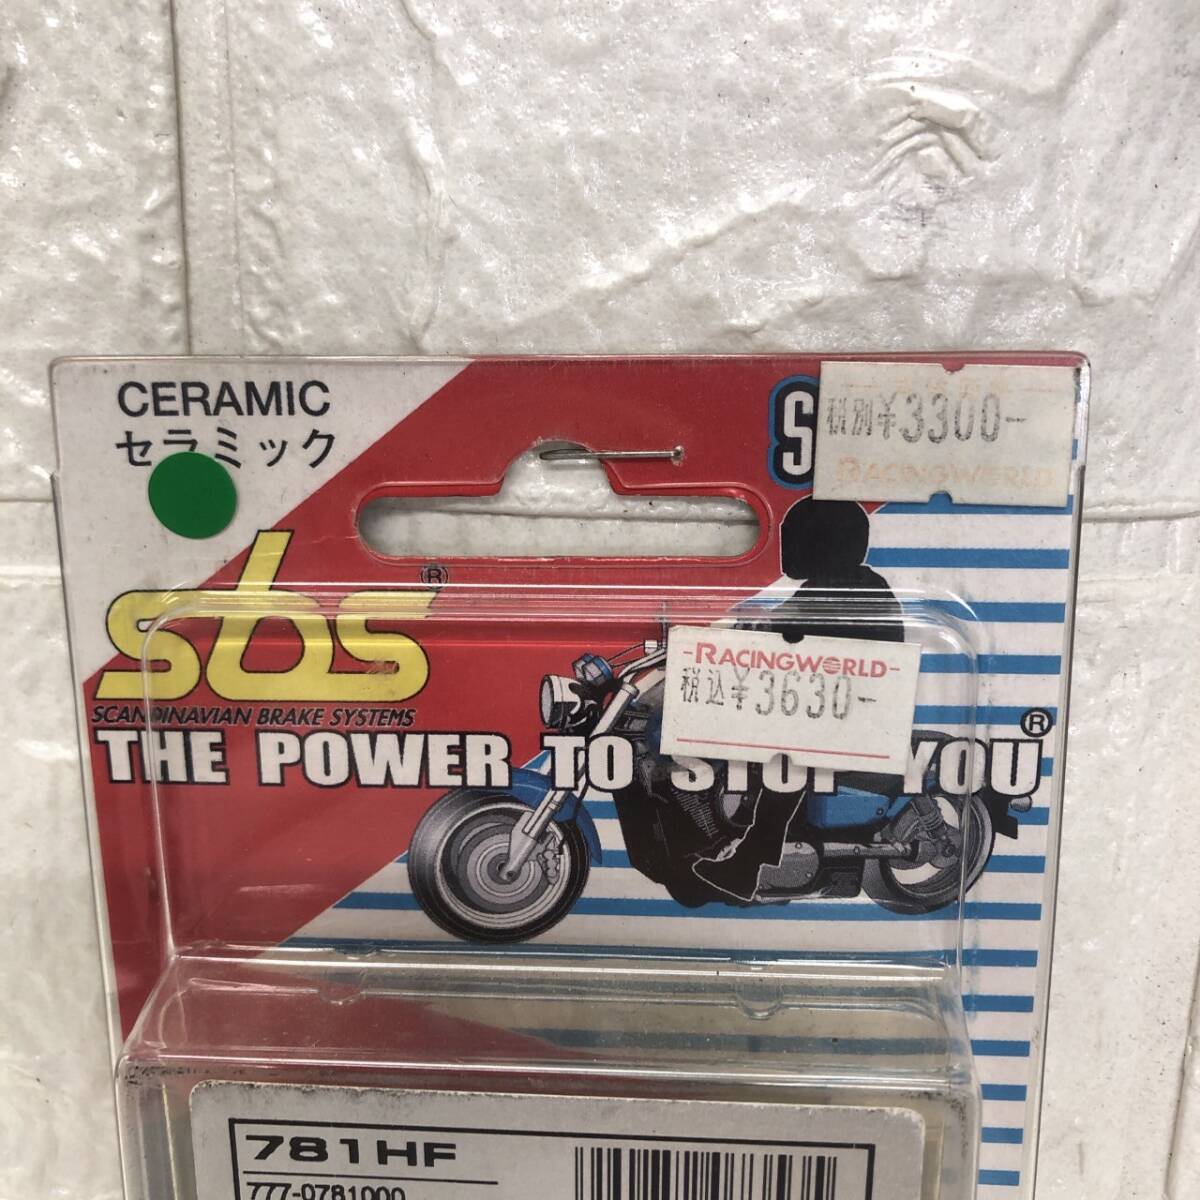 CERAMIC
セラミック
S
税別¥3300-
RACINGWORLD
sbs®
-RACINGWORLD-
税込¥3630-
SCANDINAVIAN BRAKE SYSTEMS
THE POWER TO STOP YOU®
781HF
777-0781000